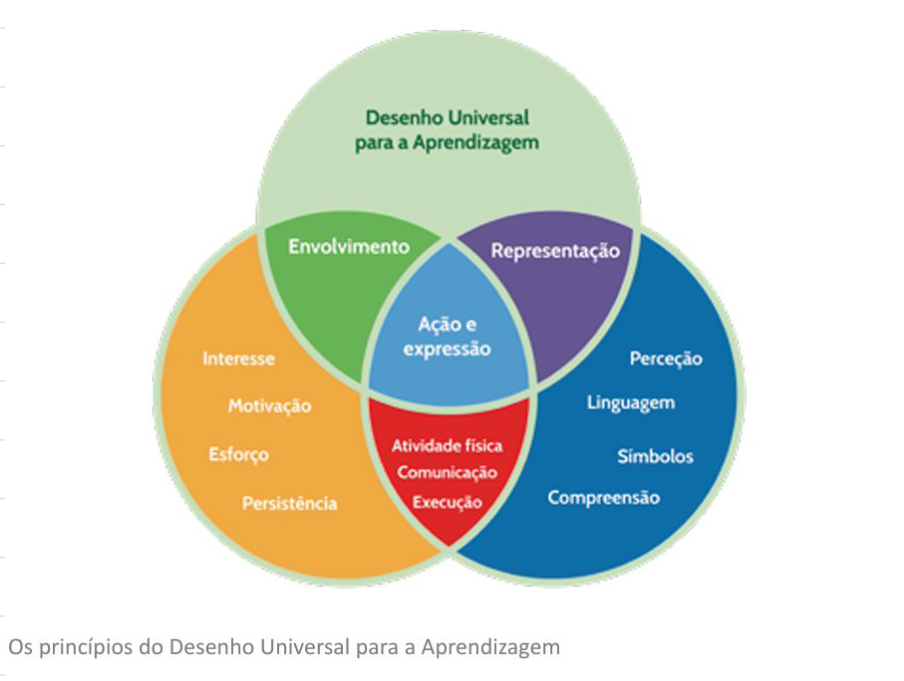 Desenho Universal
para a Aprendizagem
Envolvimento
Representação
Ação e
expressão
Interesse
Motivação
Esforço
Persistência
Atividade física
Comunicação
Execução
Perceção
Linguagem
Símbolos
Compreensão
Os princípios do Desenho Universal para a Aprendizagem